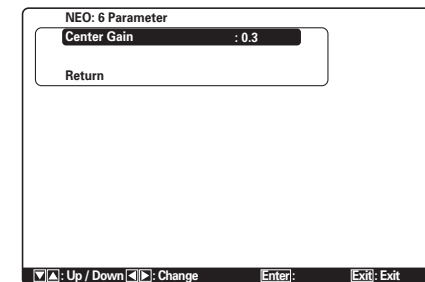 NEO: 6 Parameter
Center Gain : 0.3
Return
▼▲: Up / Down ◀▶: Change Enter: Exit: Exit